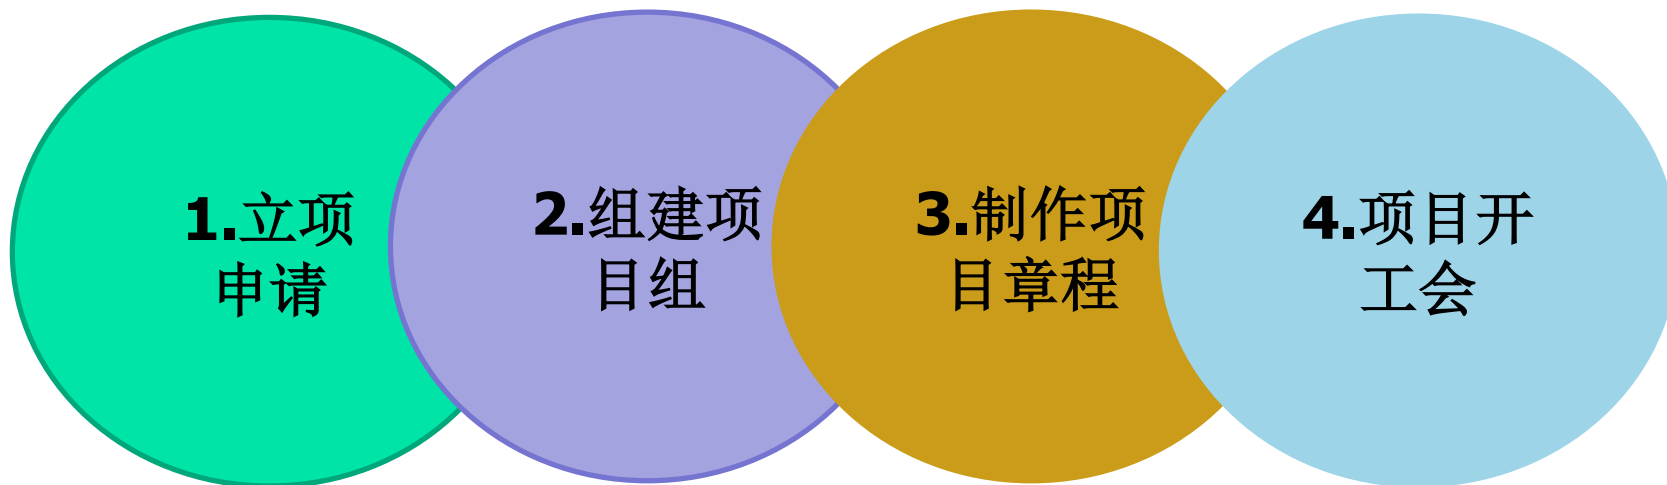 1.立项
申请
2.组建项
目组
3.制作项
目章程
4.项目开
工会